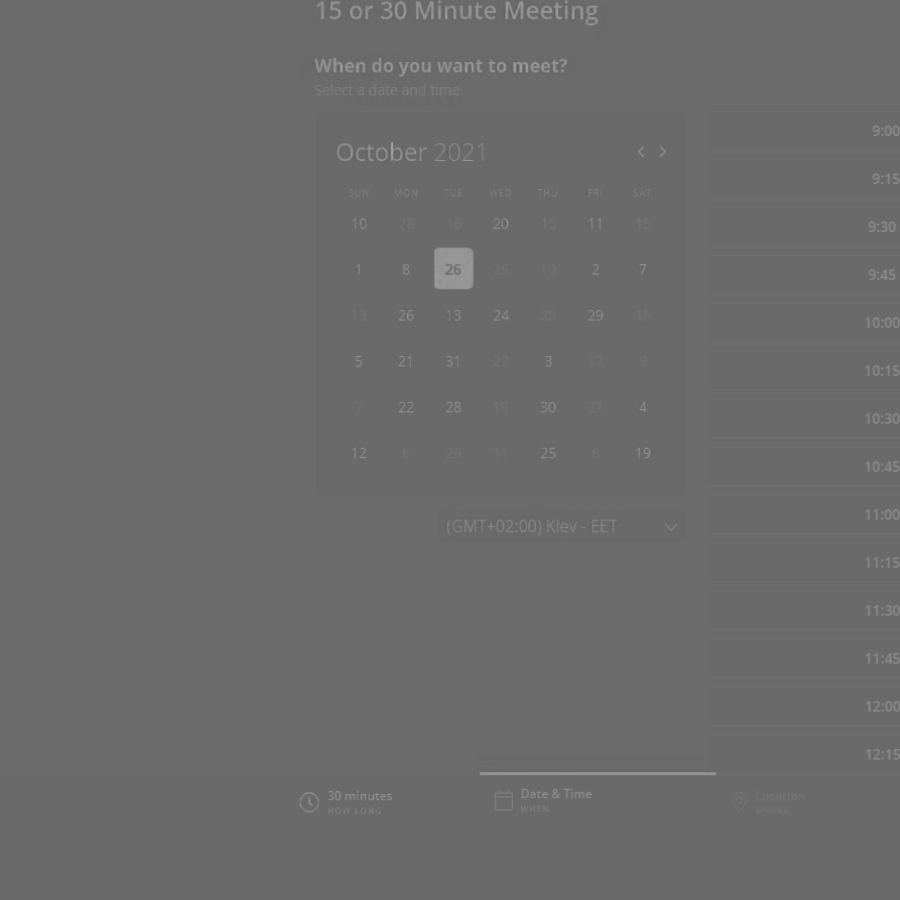 15 or 30 Minute Meeting
When do you want to meet?
Select a date and time
October 2021
SUN MON TUE WED THU FRI SAT
10 28 16 20 15 11 15
1 8 26 25 10 2 7
13 26 13 24 29 15
5 21 31 27 3 17 9
7 22 28 19 30 21 4
12 6 29 11 25 6 19
(GMT+02:00) Kiev - EET
9:00
9:15
9:30
9:45
10:00
10:15
10:30
10:45
11:00
11:15
11:30
11:45
12:00
12:15
30 minutes
HOW LONG
Date & Time
WHEN
Location
WHERE